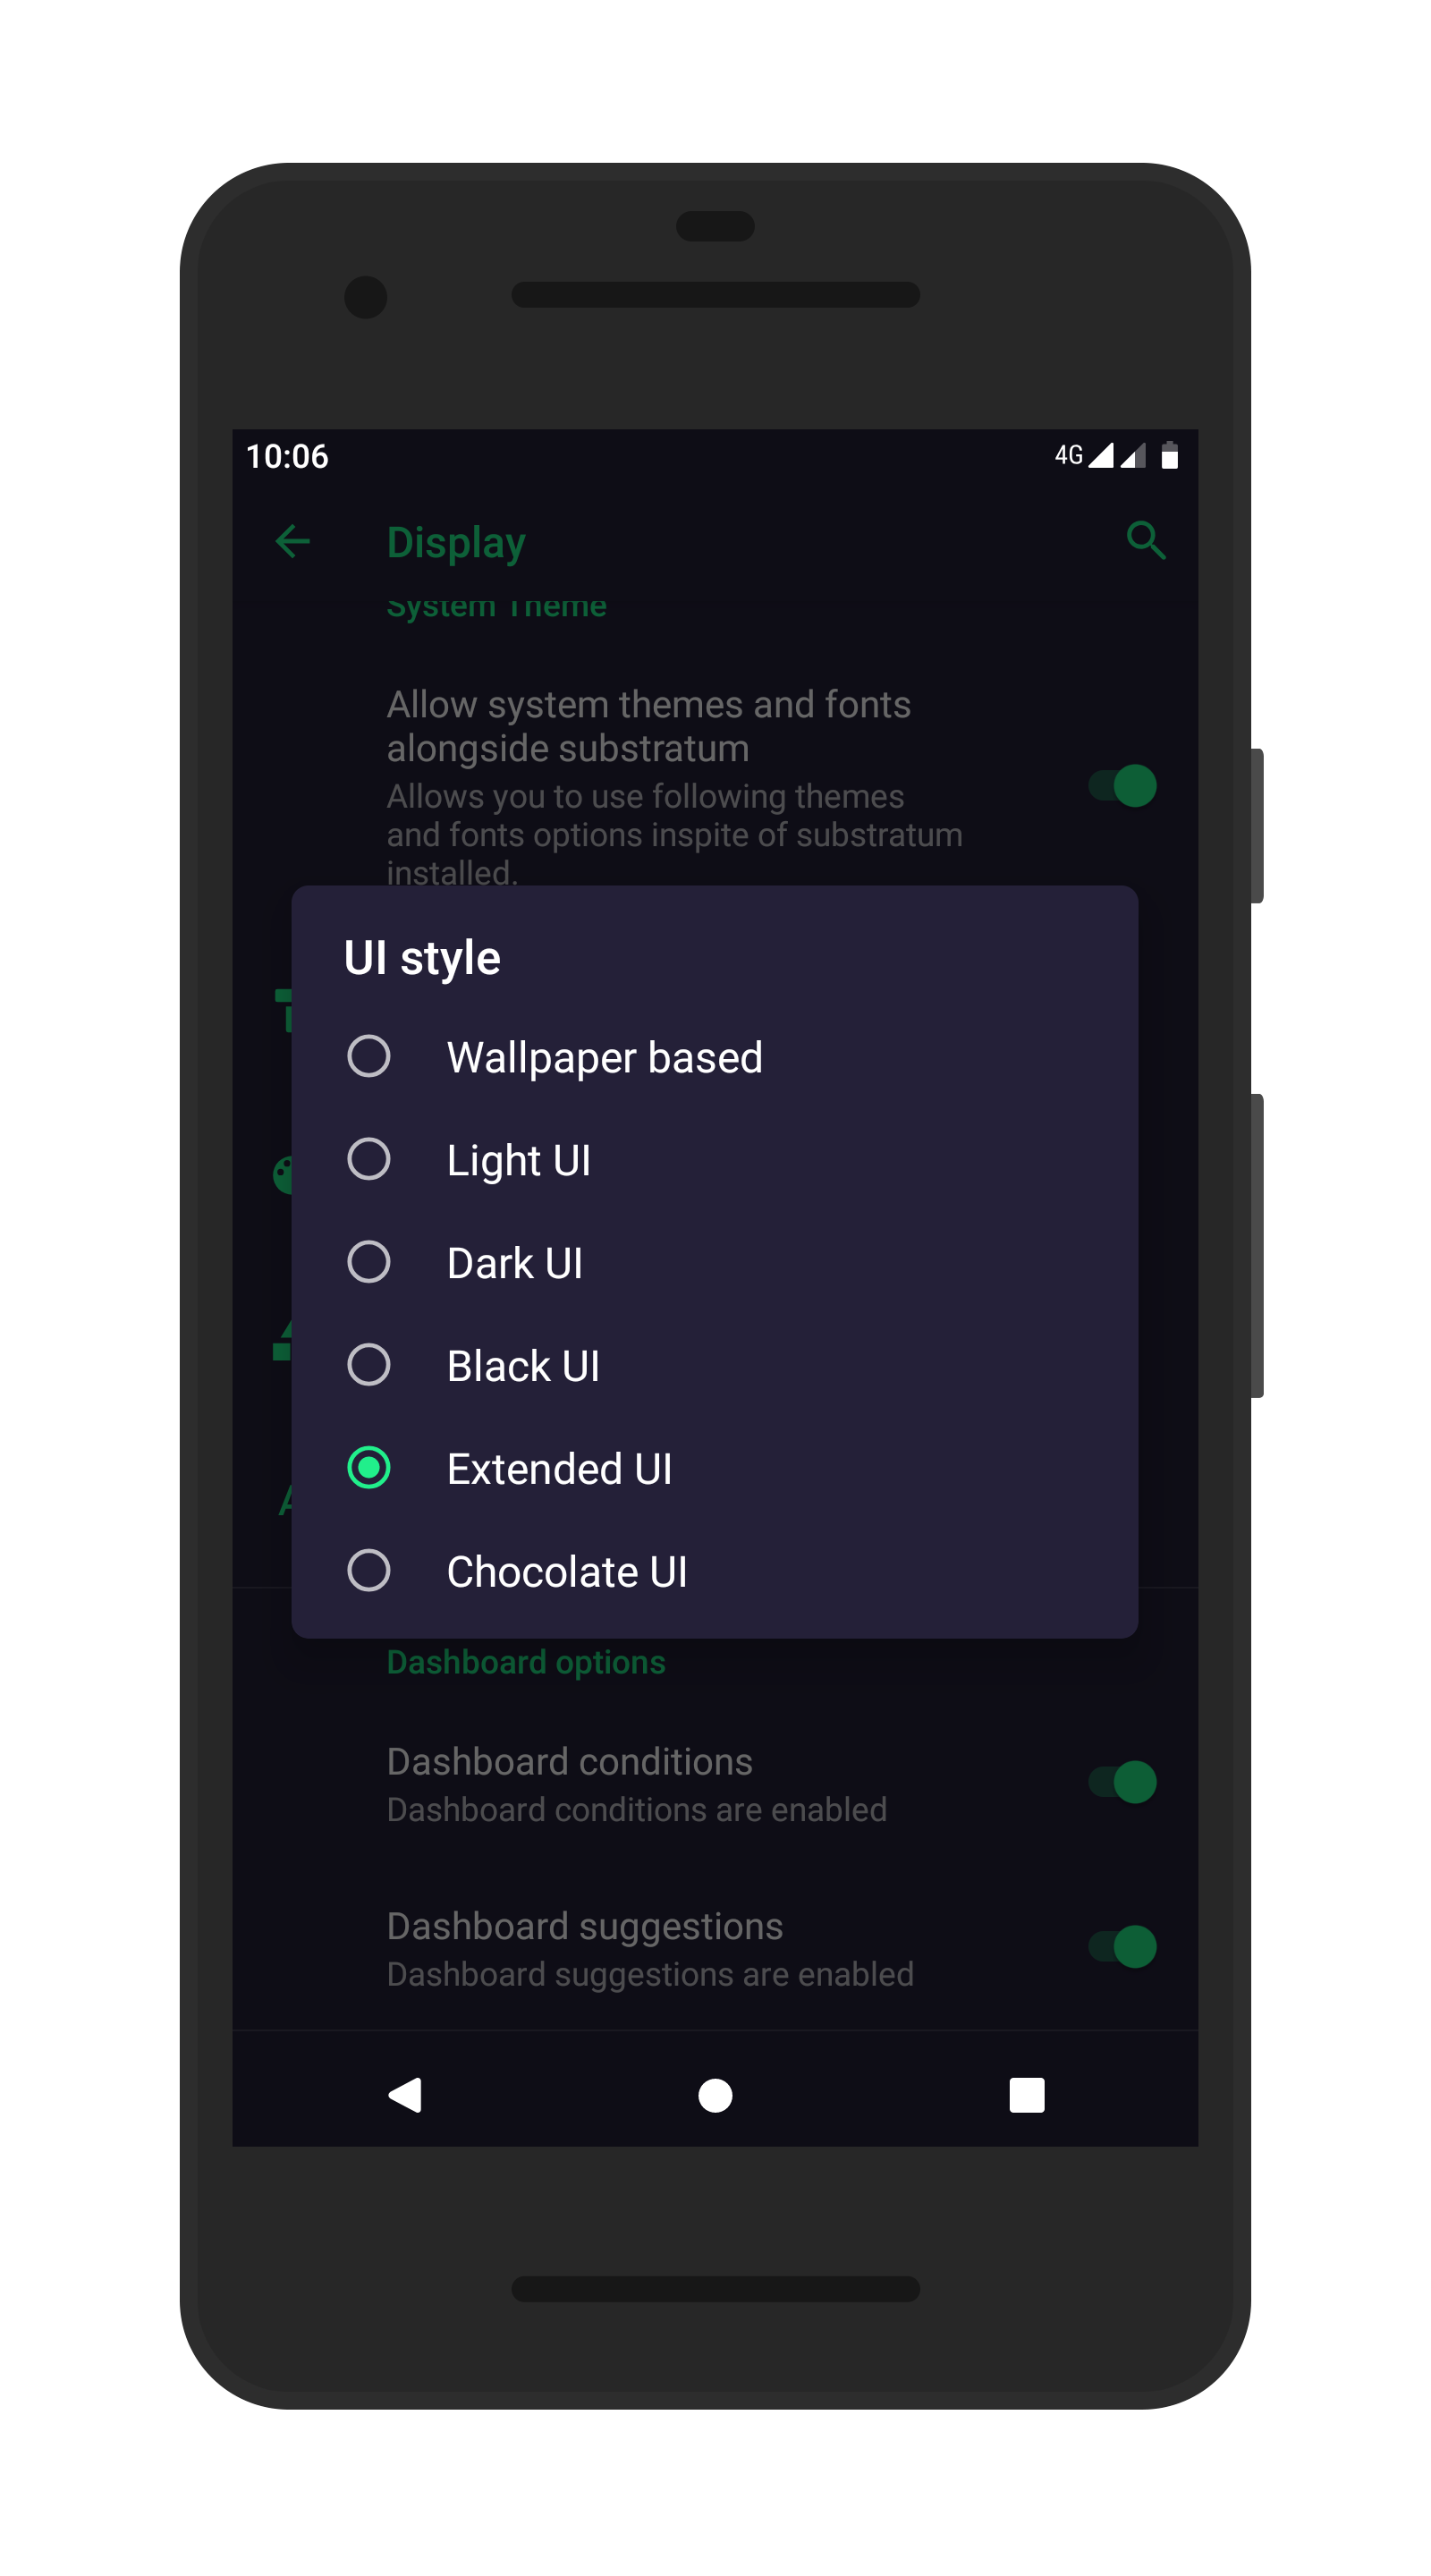 10:06
4G
Display
System Theme
Allow system themes and fonts
alongside substratum
Allows you to use following themes
and fonts options inspite of substratum
installed.
UI style
Wallpaper based
Light UI
Dark UI
Black UI
Extended UI
Chocolate UI
Dashboard options
Dashboard conditions
Dashboard conditions are enabled
Dashboard suggestions
Dashboard suggestions are enabled